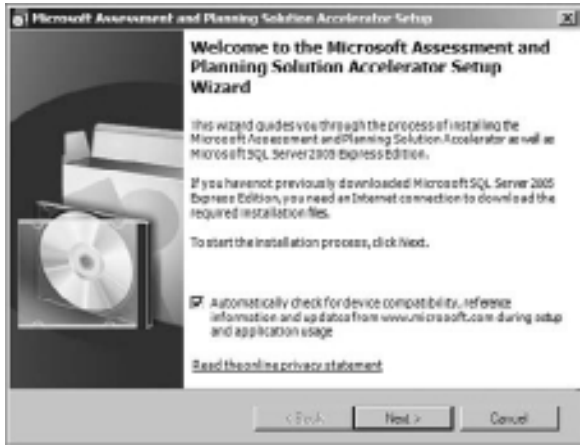 Microsoft Assessment and Planning Solution Accelerator Setup
Welcome to the Microsoft Assessment and
Planning Solution Accelerator Setup
Wizard
This wizard guides you through the process of installing the
Microsoft Assessment and Planning Solution Accelerator as well as
Microsoft SQL Server 2005 Express Edition.
If you have not previously downloaded Microsoft SQL Server 2005
Express Edition, you need an Internet connection to download the
required installation files.
To start the installation process, click Next.
Automatically check for device compatibility, reference
information and updates from www.microsoft.com during setup
and application usage
Read the online privacy statement
< Back
Next >
Cancel